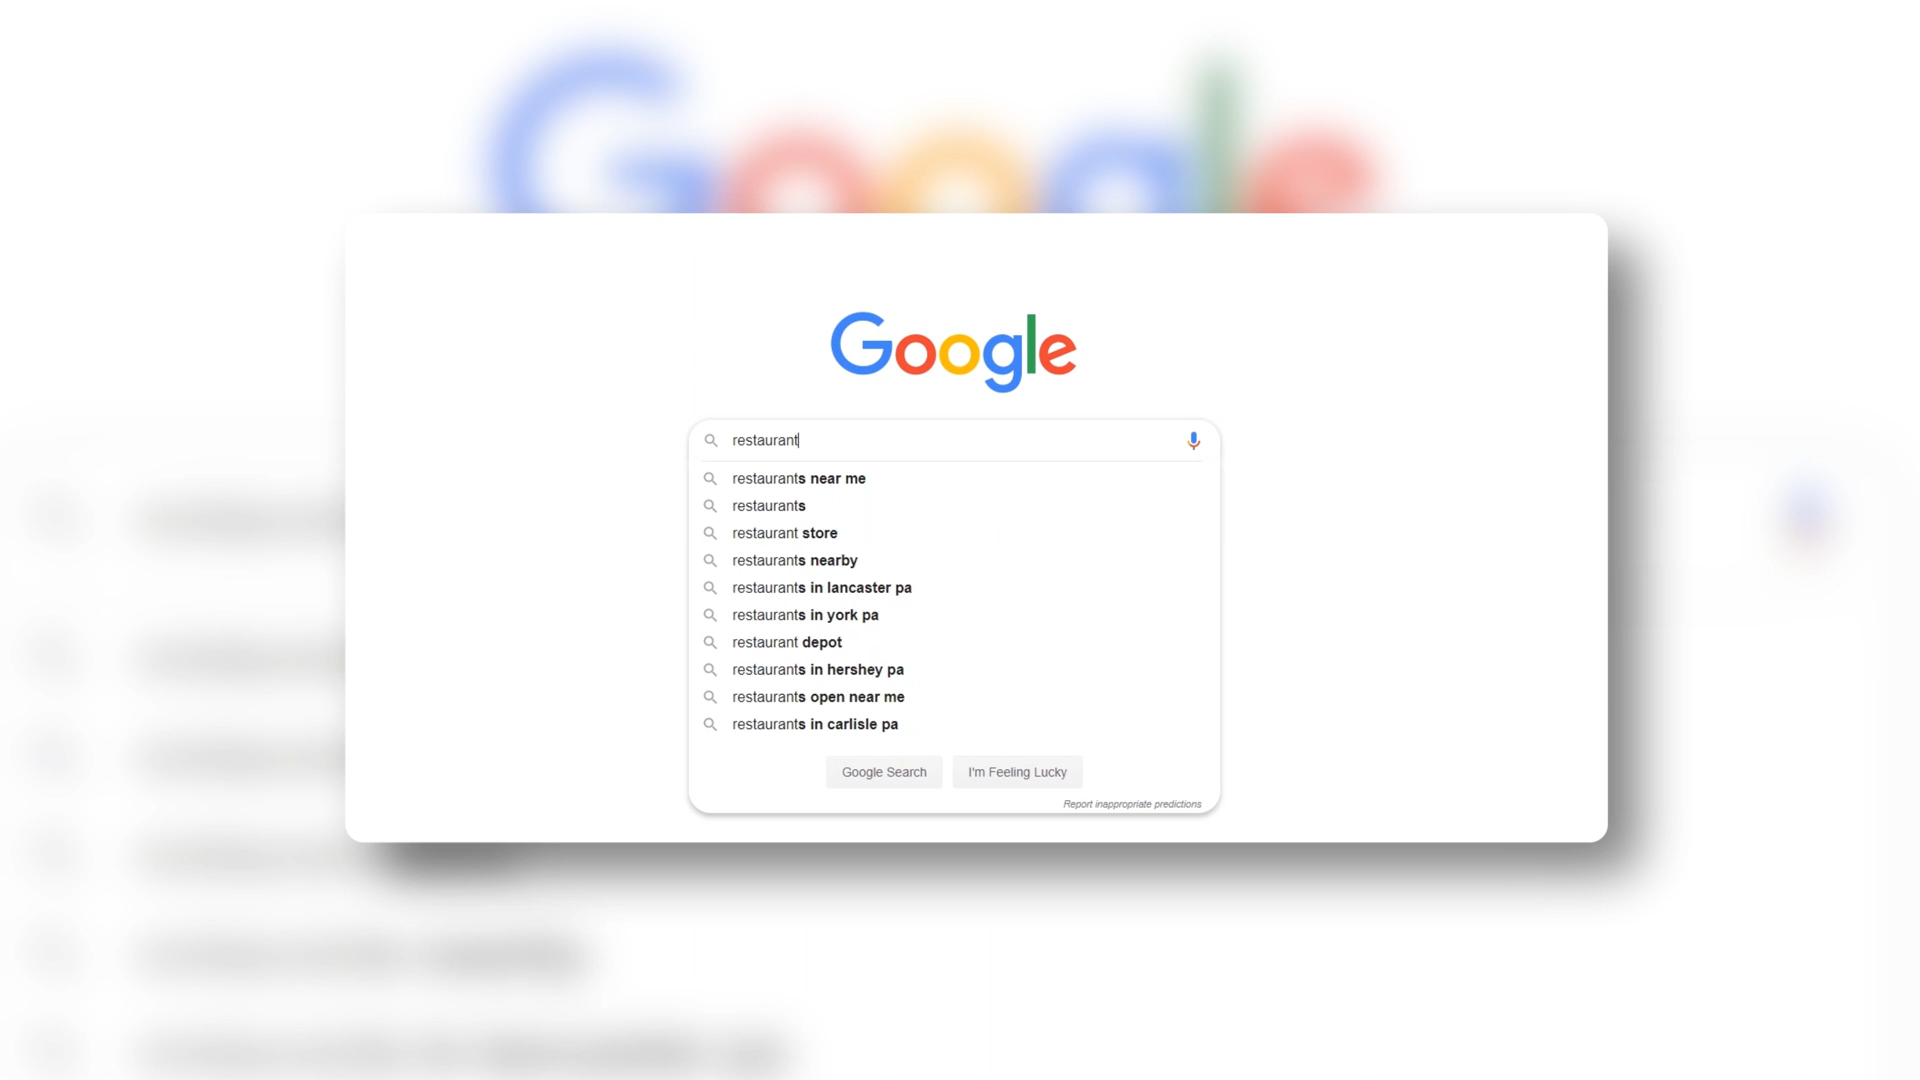 Google
Google
restaurant
restaurants near me
restaurants
restaurant store
restaurants nearby
restaurants in lancaster pa
restaurants in york pa
restaurant depot
restaurants in hershey pa
restaurants open near me
restaurants in carlisle pa
Google Search
I'm Feeling Lucky
Report inappropriate predictions